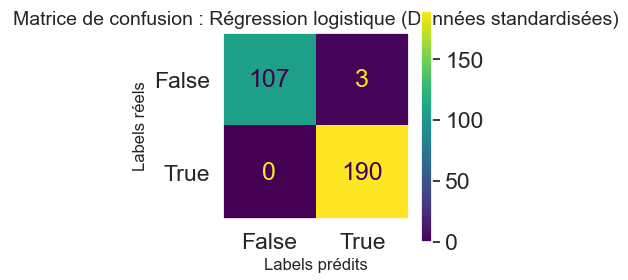 Matrice de confusion : Régression logistique (Données standardisées)
Labels réels
False 107 3
True 0 190
False True
Labels prédits
150
100
50
0